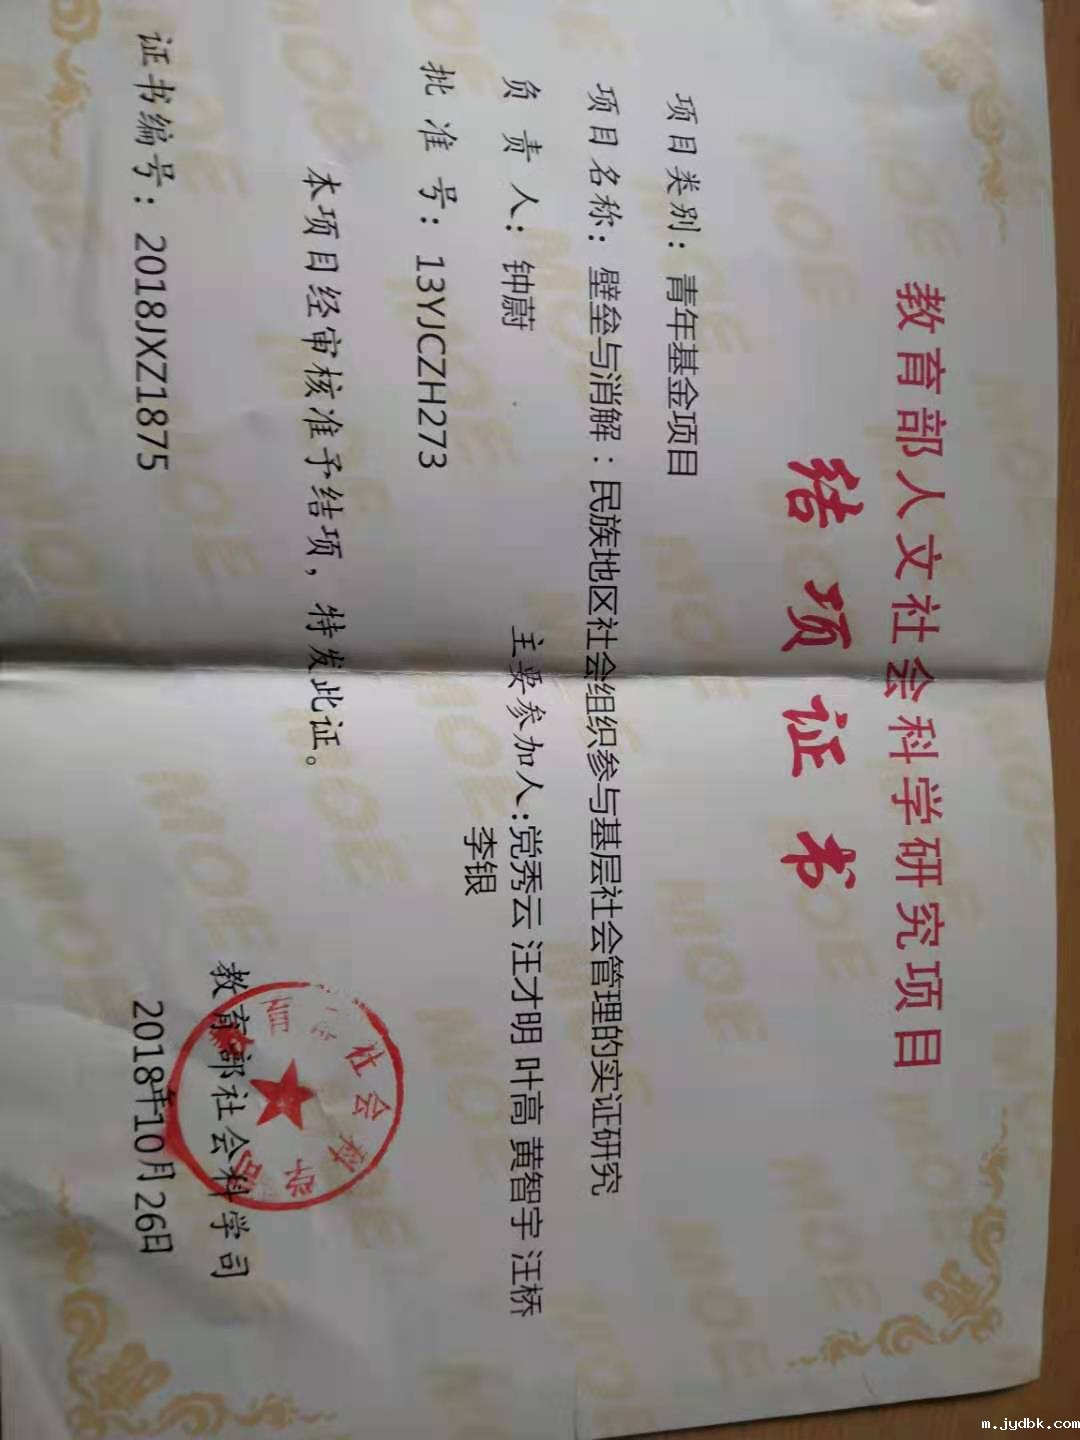 教育部人文社会科学研究项目
结项证书
项目类别：青年基金项目
项目名称：壁垒与消解：民族地区社会组织参与基层社会管理的实证研究
负责人：钟蔚
主要参加人:党秀云 汪才明 叶高 黄智宇 汪桥
李银
批准号：13YJCZH273
本项目经审核准予结项，特发此证。
教育部社会科学司
证书编号：2018JXZ1875
2018年10月26日
m.jydbk.com